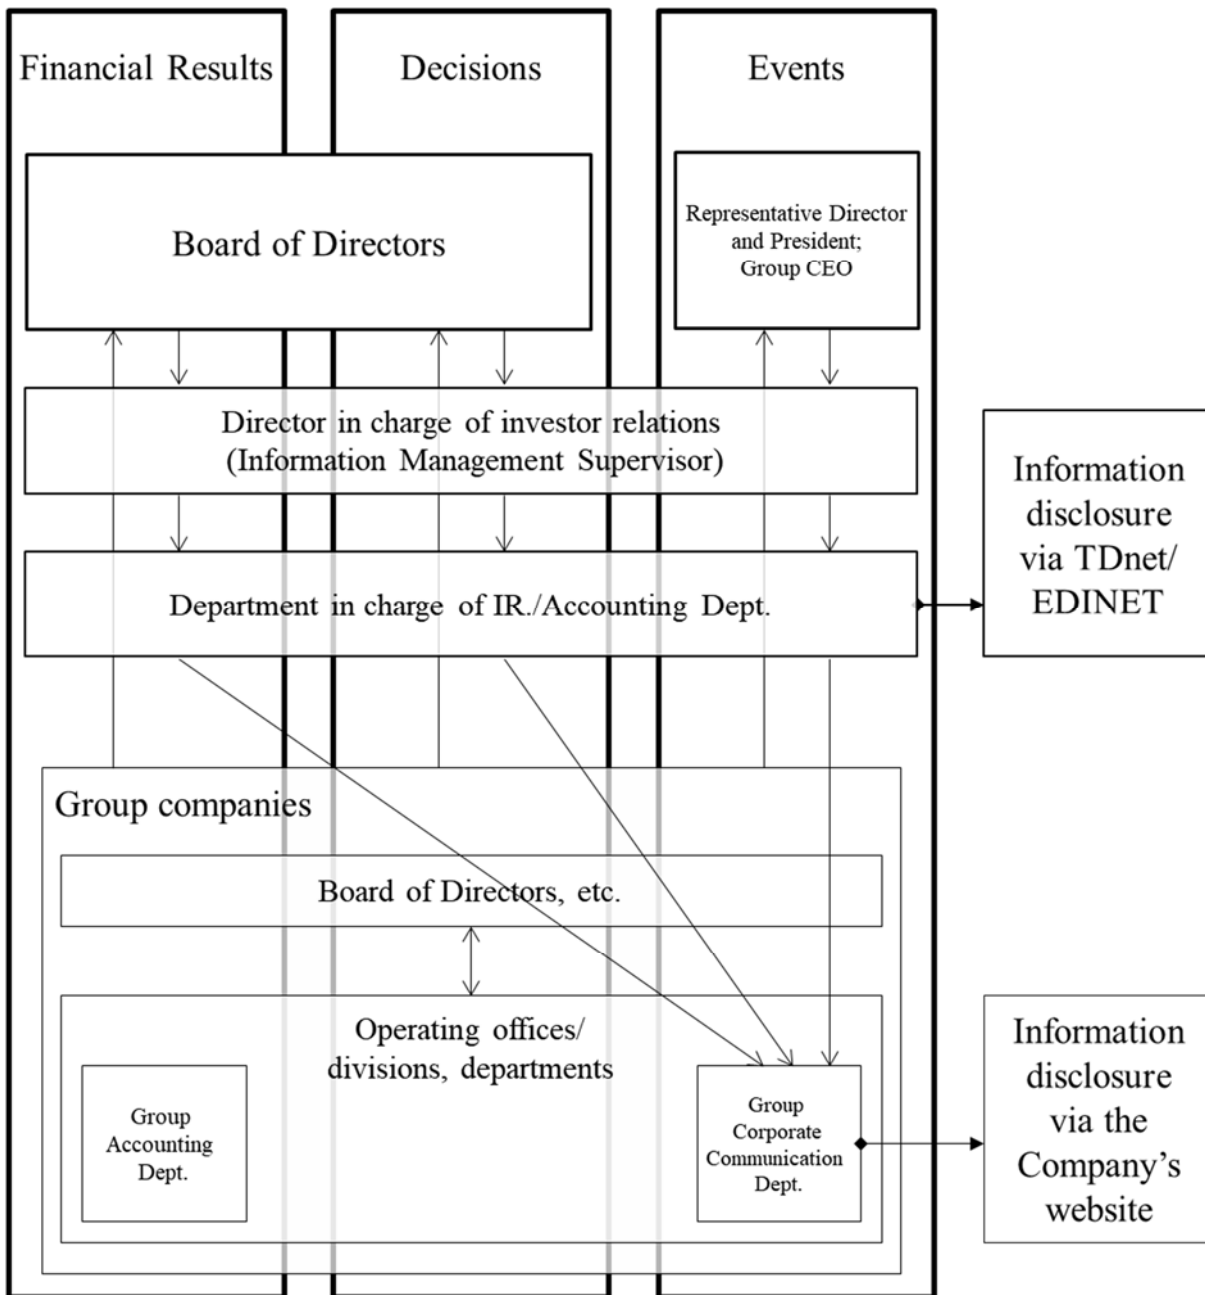 Financial Results
Decisions
Events
Board of Directors
Representative Director
and President;
Group CEO
Director in charge of investor relations
(Information Management Supervisor)
Information
disclosure
via TDnet/
EDINET
Department in charge of IR./Accounting Dept.
Group companies
Board of Directors, etc.
Operating offices/
divisions, departments
Group
Accounting
Dept.
Group
Corporate
Communication
Dept.
Information
disclosure
via the
Company’s
website